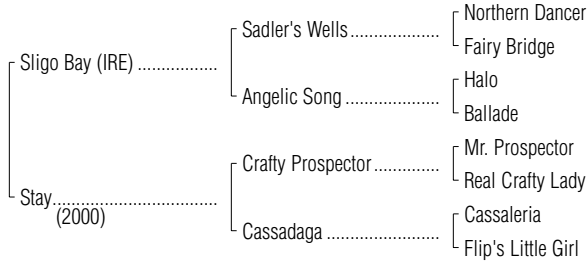 Northern Dancer
Sadler's Wells ....................
Fairy Bridge
Sligo Bay (IRE) .................
Halo
Angelic Song .....................
Ballade
Mr. Prospector
Crafty Prospector..............
Real Crafty Lady
Stay...................................
(2000)
Cassaleria
Cassadaga ........................
Flip's Little Girl